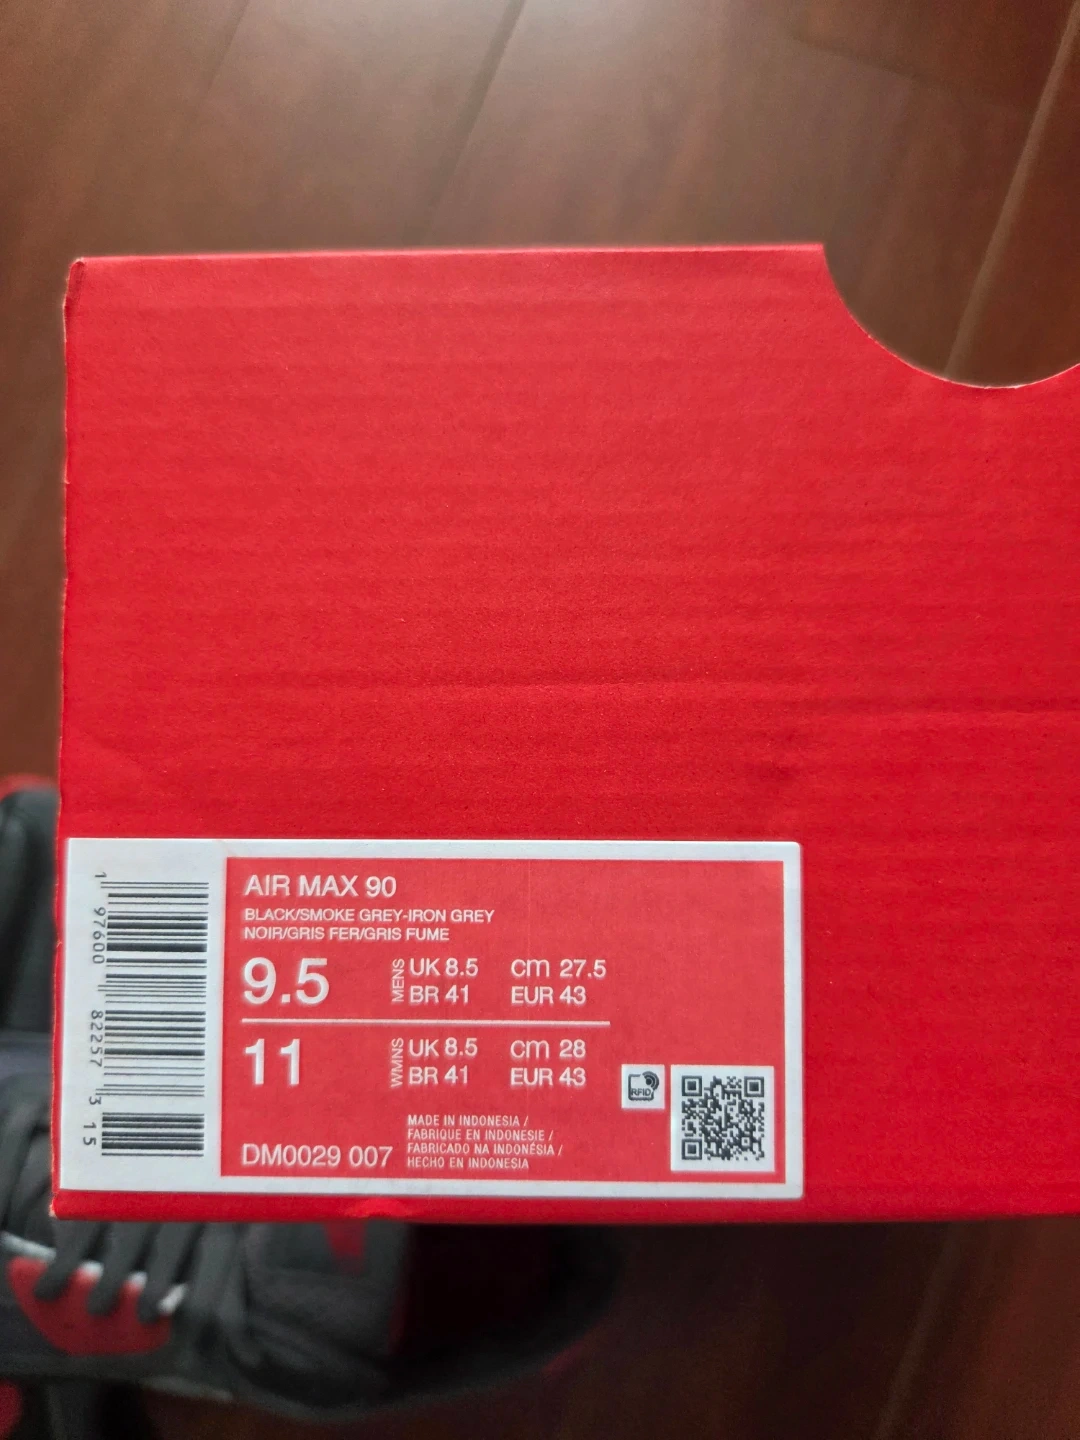 AIR MAX 90
BLACK/SMOKE GREY-IRON GREY
NOIR/GRIS FER/GRIS FUME
9.5 MENS UK 8.5 cm 27.5
BR 41 EUR 43
11 WMNS UK 8.5 cm 28
BR 41 EUR 43
RFID
MADE IN INDONESIA /
FABRIQUE EN INDONESIE /
FABRICADO NA INDONÉSIA /
HECHO EN INDONESIA
DM0029 007
1 97600 82257 3 15